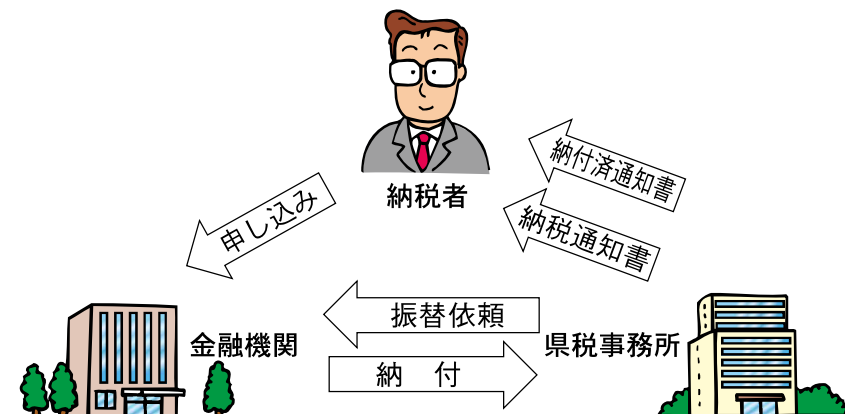 納付済通知書
納税者
申し込み
納税通知書
振替依頼
金融機関
県税事務所
納　付